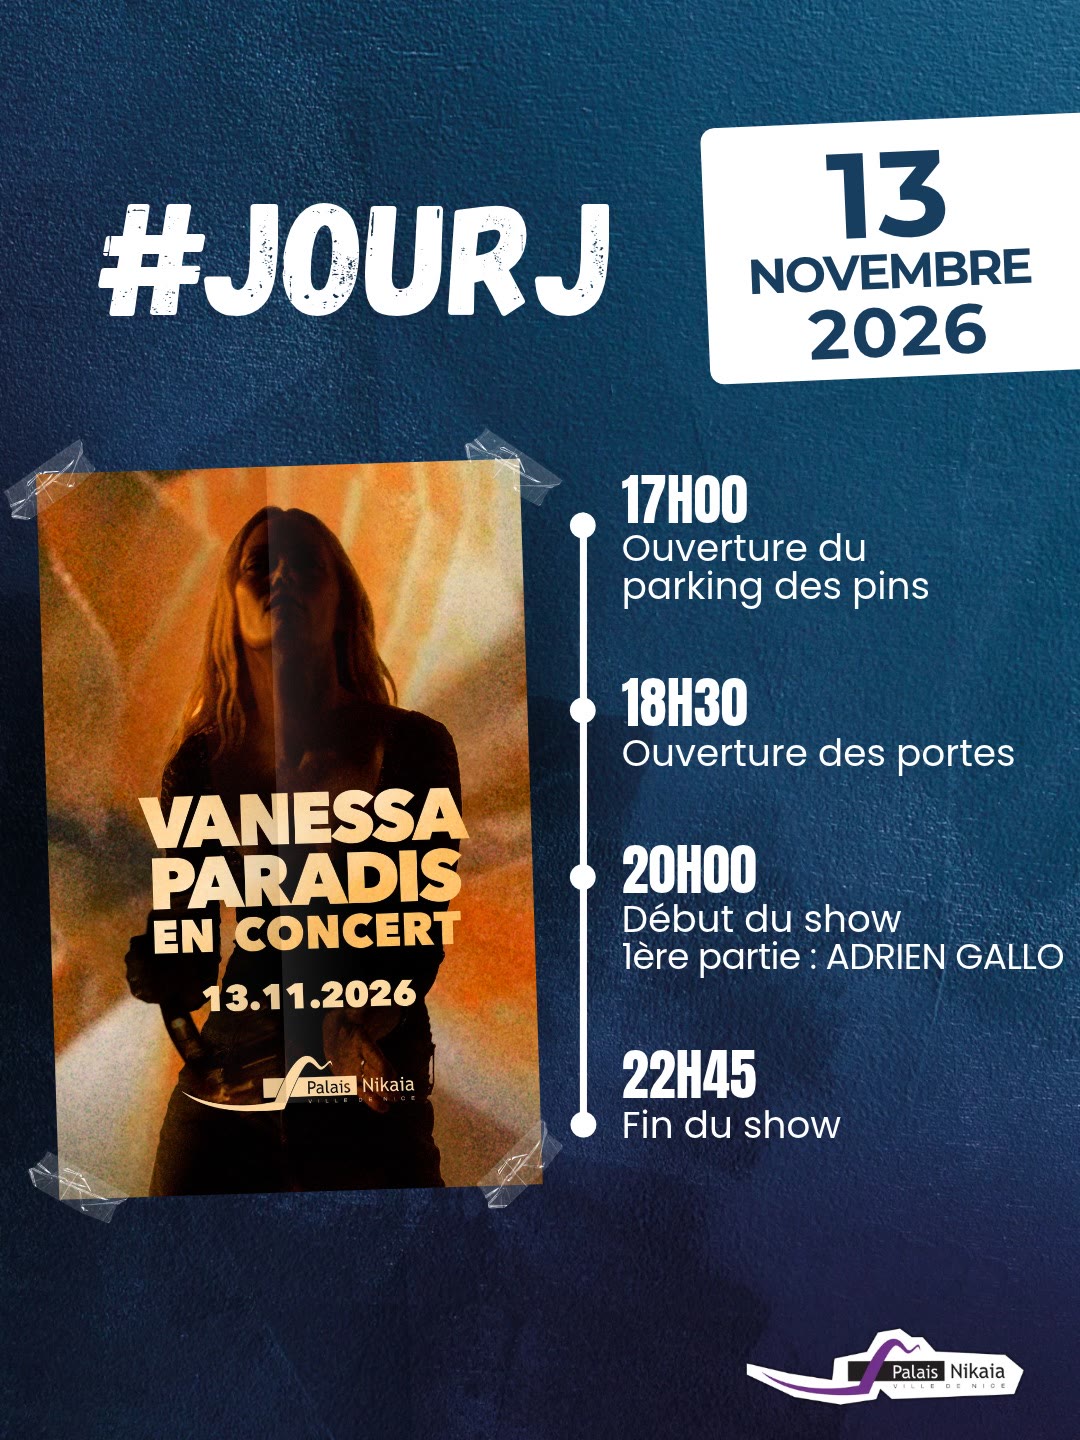 #JOURJ
13
NOVEMBRE
2026
VANESSA
PARADIS
EN CONCERT
13.11.2026
Palais Nikaia
VILLE DE NICE
17H00
Ouverture du
parking des pins
18H30
Ouverture des portes
20H00
Début du show
1ère partie : ADRIEN GALLO
22H45
Fin du show
Palais Nikaia
VILLE DE NICE